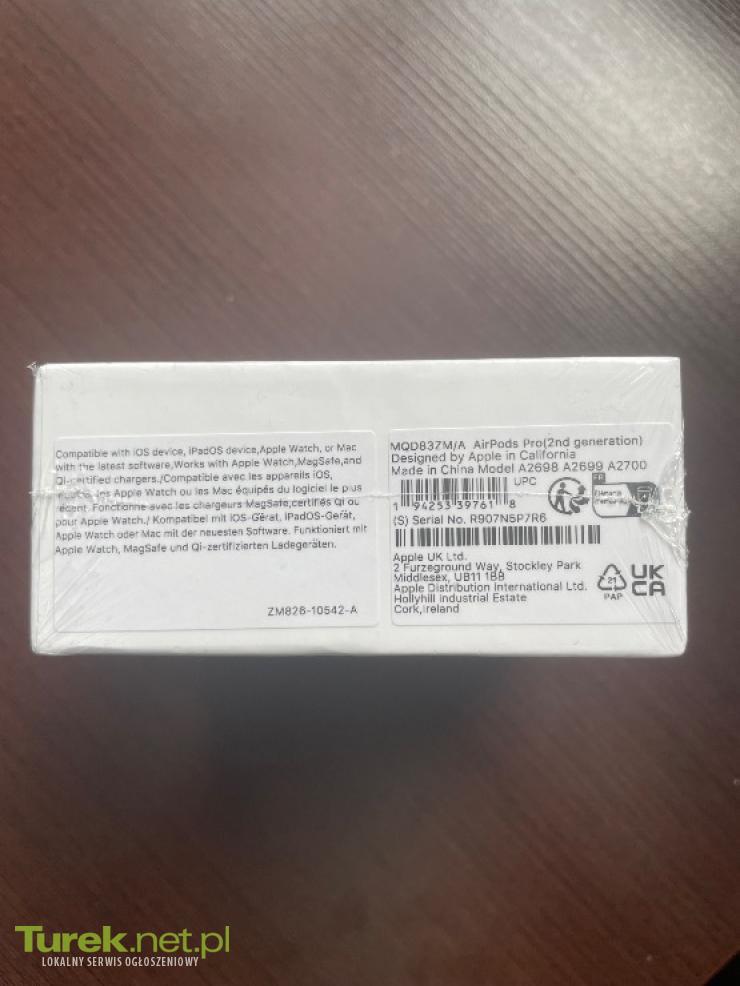 Compatible with iOS device, iPadOS device,Apple Watch, or Mac
with the latest software,Works with Apple Watch,MagSafe,and
Qi-certified chargers./Compatible avec les appareils iOS,
les Apple Watch ou les Mac équipés du logiciel le plus
récent. Fonctionne avec les chargeurs MagSafe,certifiés Qi ou
pour Apple Watch./ Kompatibel mit iOS-Gerät, iPadOS-Gerät,
Apple Watch oder Mac mit der neuesten Software. Funktioniert mit
Apple Watch, MagSafe und Qi-zertifizierten Ladegeräten.
ZM826-10542-A
MQD83ZM/A AirPods Pro(2nd generation)
Designed by Apple in California
Made in China Model A2698 A2699 A2700
UPC
1 94253 39761 8
FR
(S) Serial No. R907N5P7R6
Apple UK Ltd.
2 Furzeground Way, Stockley Park
Middlesex, UB11 1BB
Apple Distribution International Ltd.
Hollyhill Industrial Estate
Cork,Ireland
21
PAP
UK
CA
Turek.net.pl
LOKALNY SERWIS OGŁOSZENIOWY